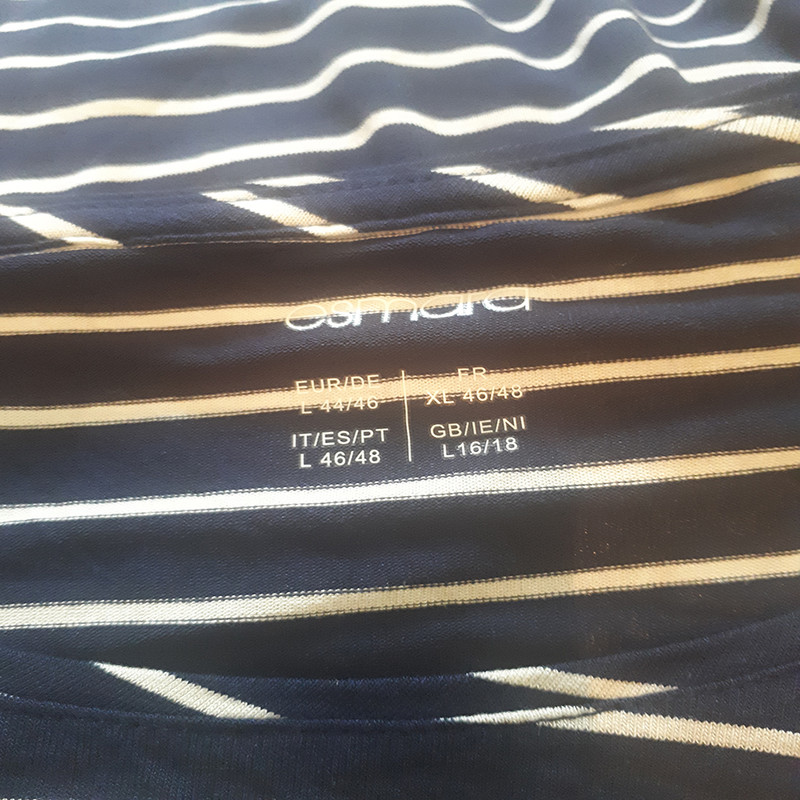 esmara
EUR/DE
L 44/46
FR
XL 46/48
IT/ES/PT
L 46/48
GB/IE/NI
L16/18